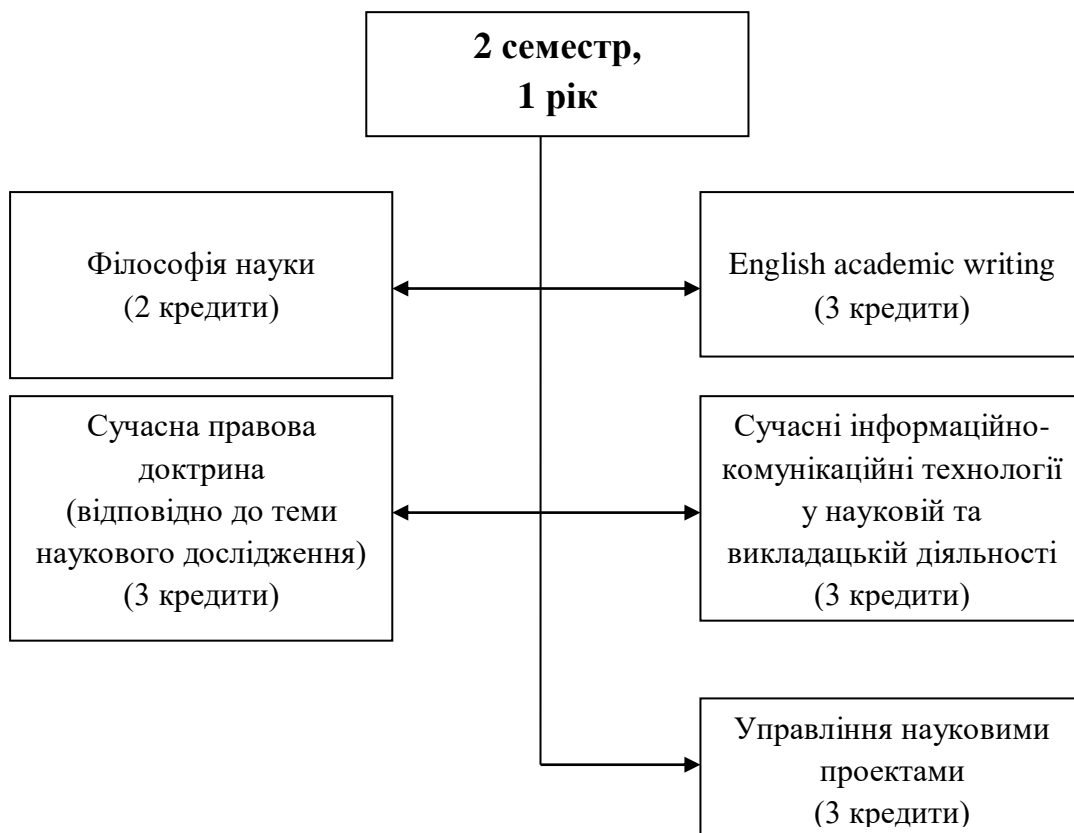 2 семестр,
1 рік
Філософія науки
(2 кредити)
English academic writing
(3 кредити)
Сучасна правова
доктрина
(відповідно до теми
наукового дослідження)
(3 кредити)
Сучасні інформаційно-
комунікаційні технології
у науковій та
викладацькій діяльності
(3 кредити)
Управління науковими
проектами
(3 кредити)